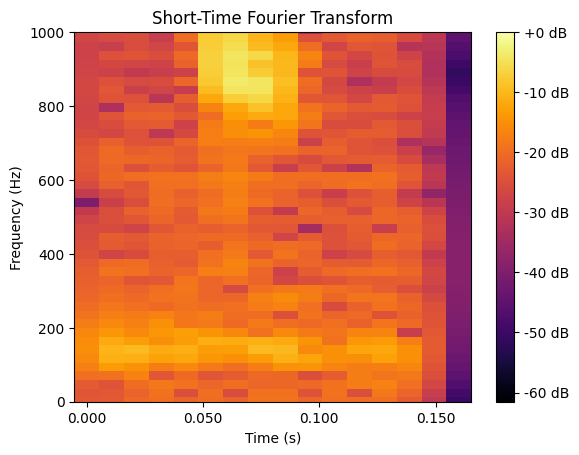 Short-Time Fourier Transform
Frequency (Hz)
1000
800
600
400
200
0
0.000
0.050
0.100
0.150
Time (s)
+0 dB
-10 dB
-20 dB
-30 dB
-40 dB
-50 dB
-60 dB